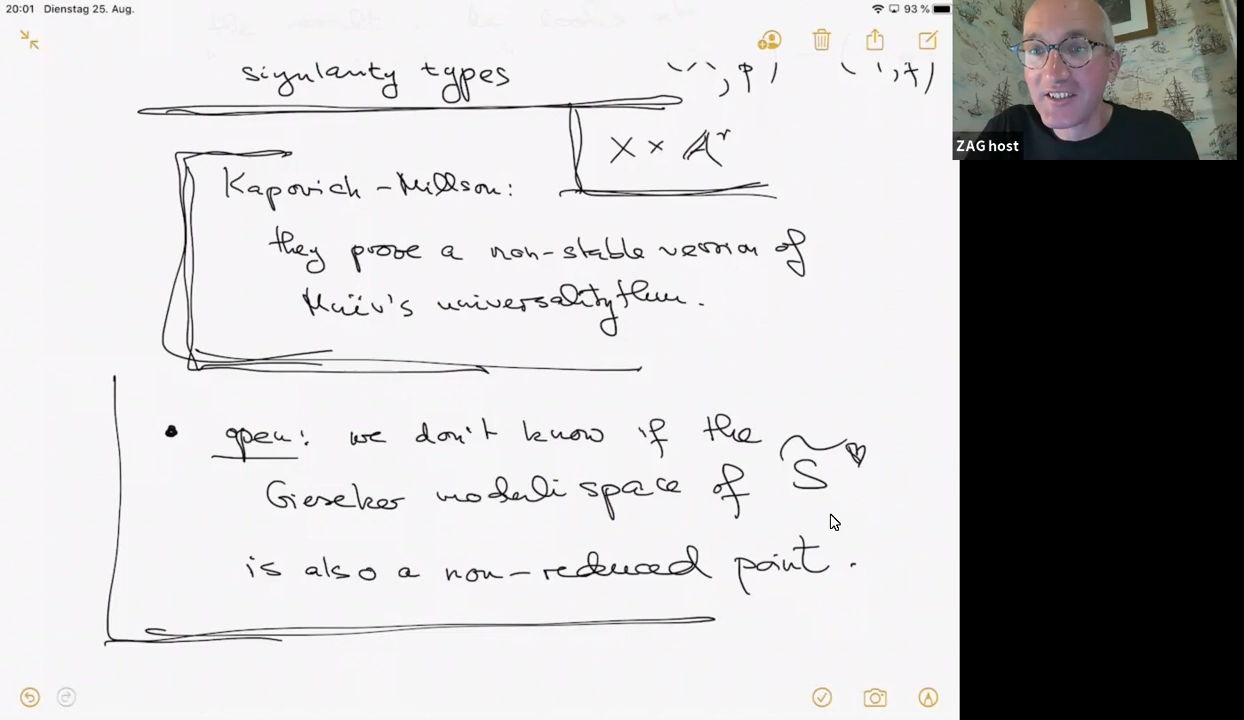 20:01 Dienstag 25. Aug.
93 %
singularity types
X × Aʳ
ZAG host
Kapovich - Millson:
they prove a non-stable version of
Mnëv's universality thm.
• open: we don't know if the
Gieseker moduli space of S̃♡
is also a non-reduced point.